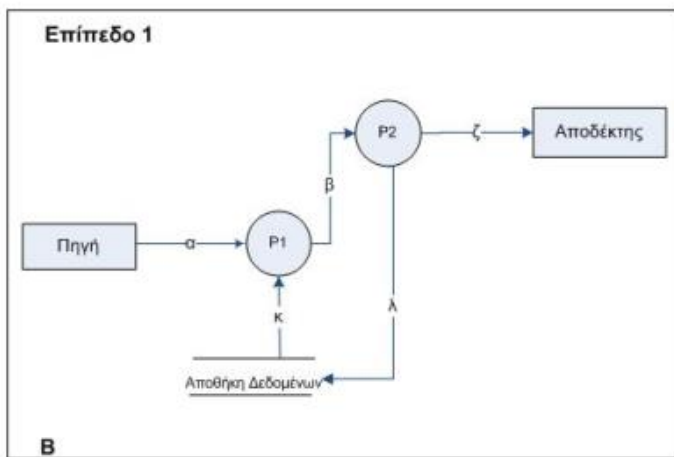 Επίπεδο 1
P2
ζ
Αποδέκτης
β
Πηγή
α
P1
κ
λ
Αποθήκη Δεδομένων
B